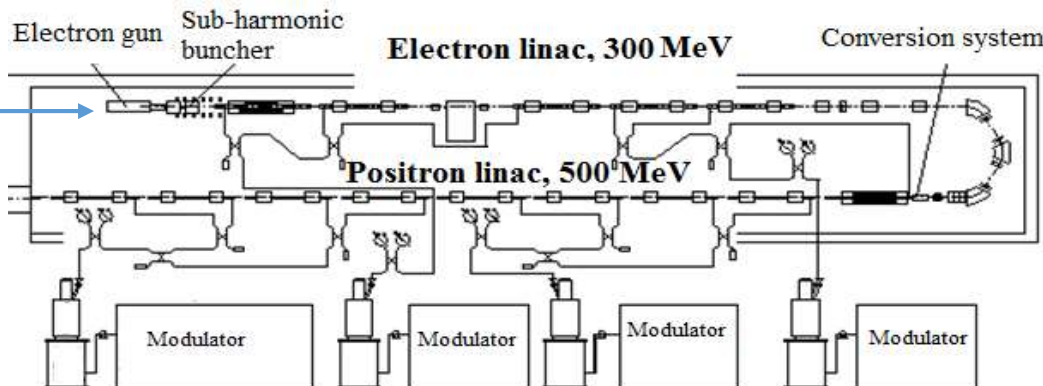 Electron gun
Sub-harmonic
buncher
Electron linac, 300 MeV
Conversion system
Positron linac, 500 MeV
Modulator
Modulator
Modulator
Modulator